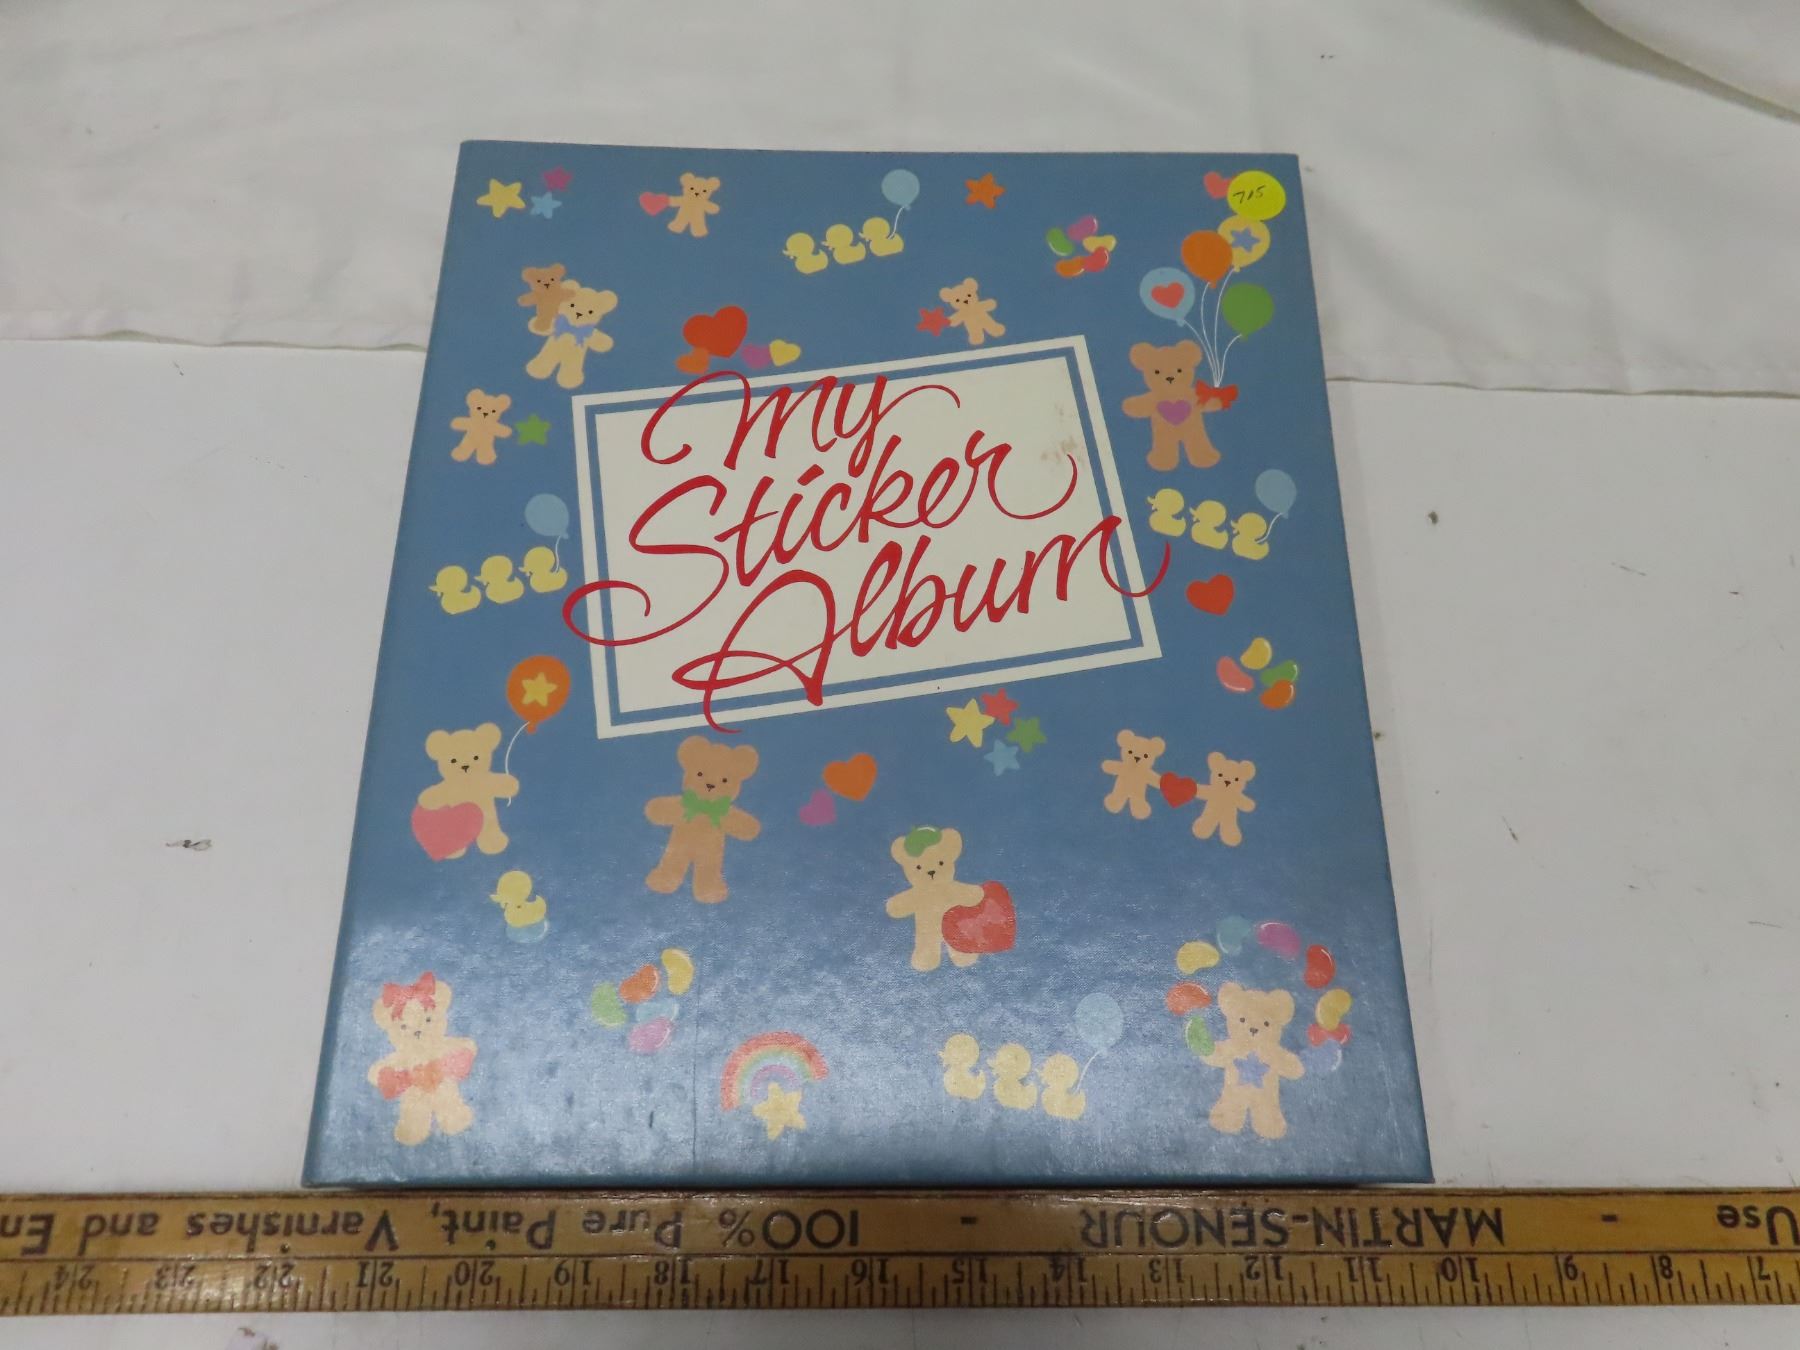 715
My
Sticker
Album
Use - MARTIN-SENOUR - 100% Pure Paint, Varnishes and En
7 8 9 10 11 12 13 14 15 16 17 18 19 20 21 22 23 24